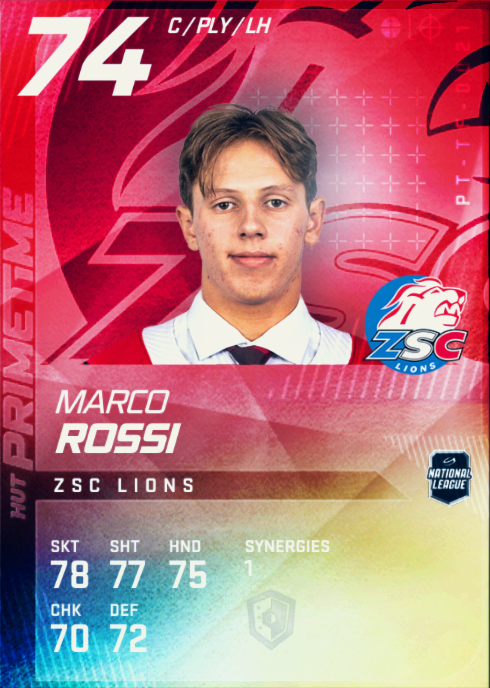 74
C / PLY / LH
ZSC
LIONS
MARCO
ROSSI
ZSC LIONS
HUT PRIMETIME
NATIONAL
LEAGUE
SKT SHT HND SYNERGIES
78 77 75 1
CHK DEF
70 72